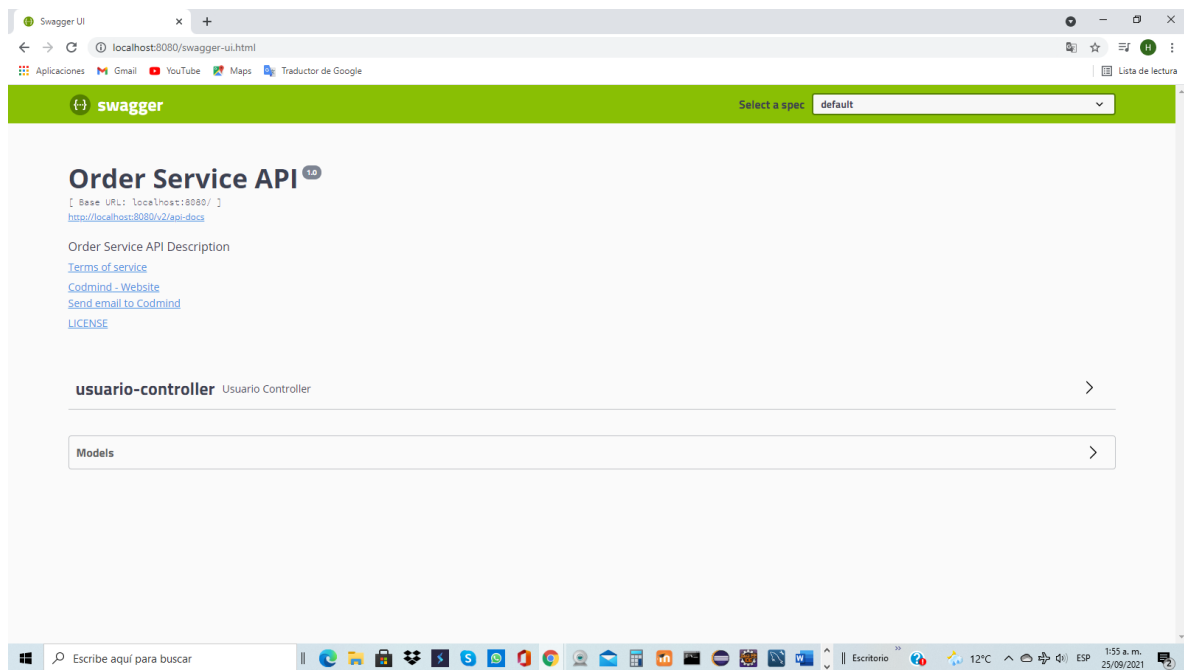 Swagger UI
localhost:8080/swagger-ui.html
H
Aplicaciones Gmail YouTube Maps Traductor de Google Lista de lectura
{··} swagger Select a spec default
Order Service API 1.0
[ Base URL: localhost:8080/ ]
http://localhost:8080/v2/api-docs
Order Service API Description
Terms of service
Codmind - Website
Send email to Codmind
LICENSE
usuario-controller Usuario Controller
Models
Escribe aquí para buscar Escritorio 12°C ESP 1:55 a. m.
25/09/2021